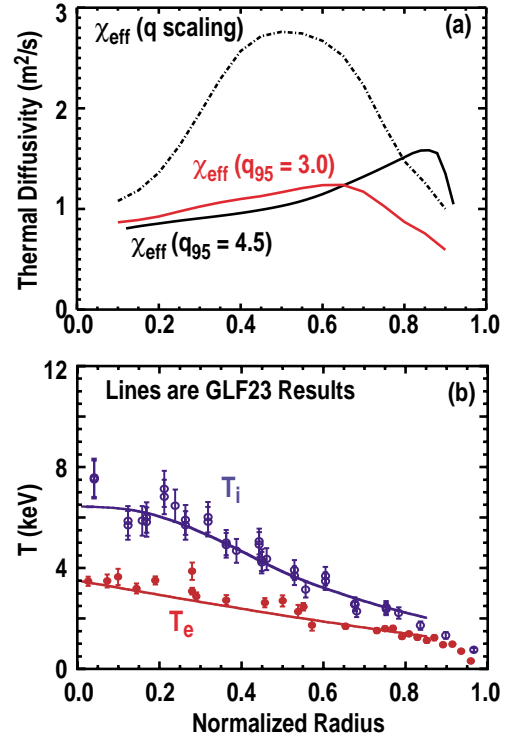 χeff (q scaling)
(a)
Thermal Diffusivity (m²/s)
3
2
1
0
χeff (q95 = 3.0)
χeff (q95 = 4.5)
0.0 0.2 0.4 0.6 0.8 1.0
Lines are GLF23 Results
(b)
T (keV)
12
8
4
0
Ti
Te
0.0 0.2 0.4 0.6 0.8 1.0
Normalized Radius